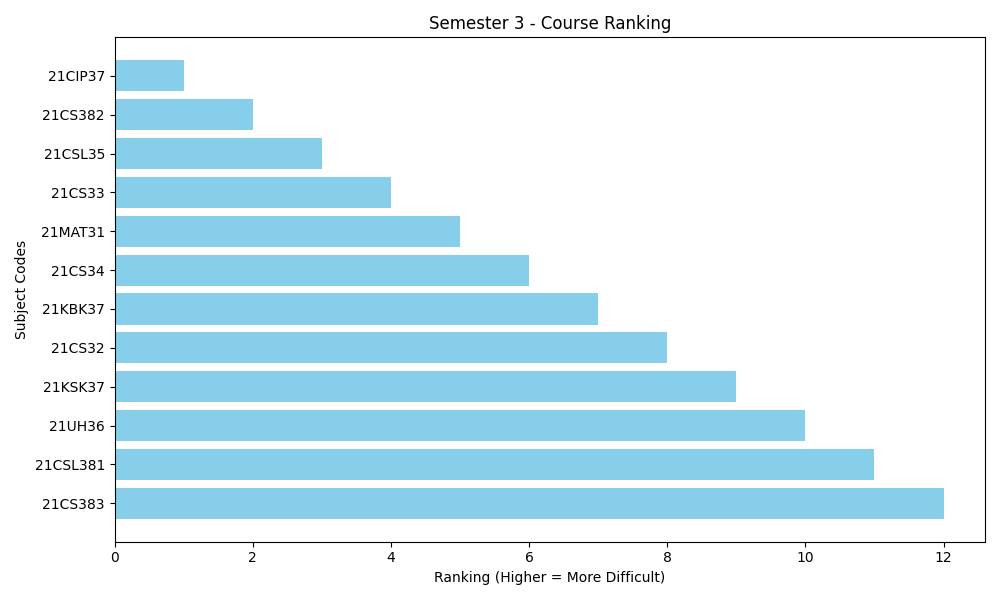 Semester 3 - Course Ranking
Subject Codes
21CIP37
21CS382
21CSL35
21CS33
21MAT31
21CS34
21KBK37
21CS32
21KSK37
21UH36
21CSL381
21CS383
0 2 4 6 8 10 12
Ranking (Higher = More Difficult)